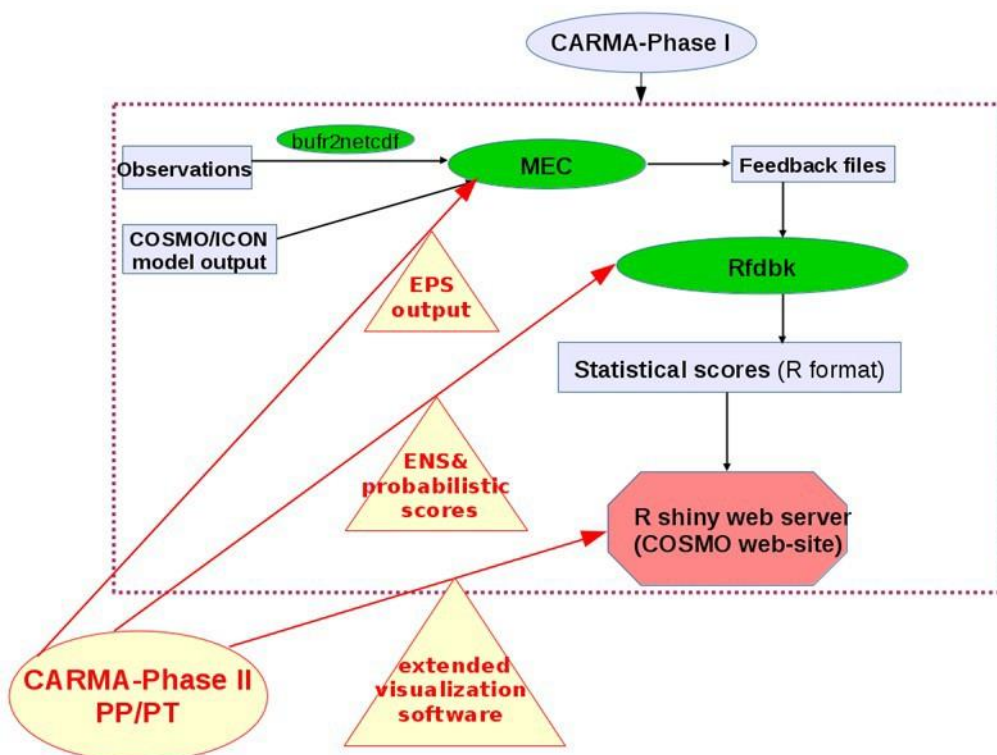 CARMA-Phase I
bufr2netcdf
Observations
MEC
Feedback files
COSMO/ICON
model output
Rfdbk
EPS
output
Statistical scores (R format)
ENS&
probabilistic
scores
R shiny web server
(COSMO web-site)
CARMA-Phase II
PP/PT
extended
visualization
software